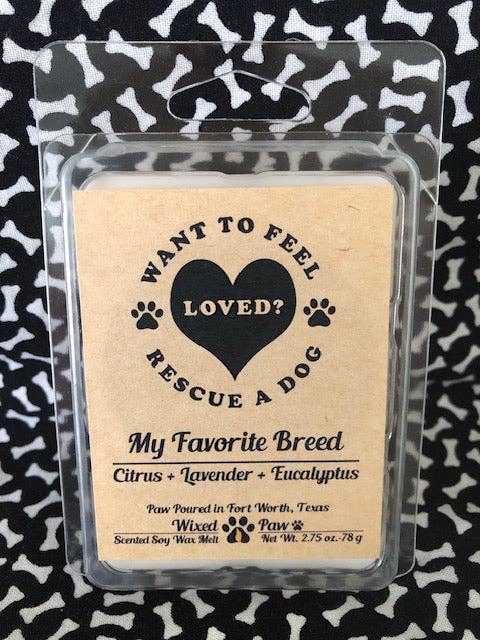 WANT TO FEEL
LOVED?
RESCUE A DOG
My Favorite Breed
Citrus + Lavender + Eucalyptus
Paw Poured in Fort Worth, Texas
Wixed Paw
Scented Soy Wax Melt Net Wt. 2.75 oz.-78 g